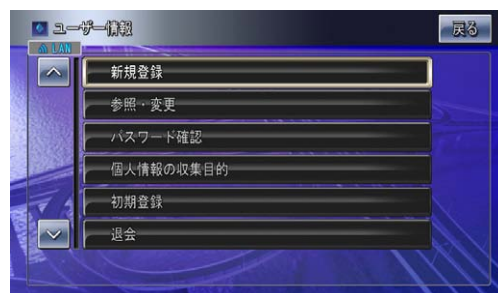 ユーザー情報
戻る
LAN
新規登録
参照・変更
パスワード確認
個人情報の収集目的
初期登録
退会